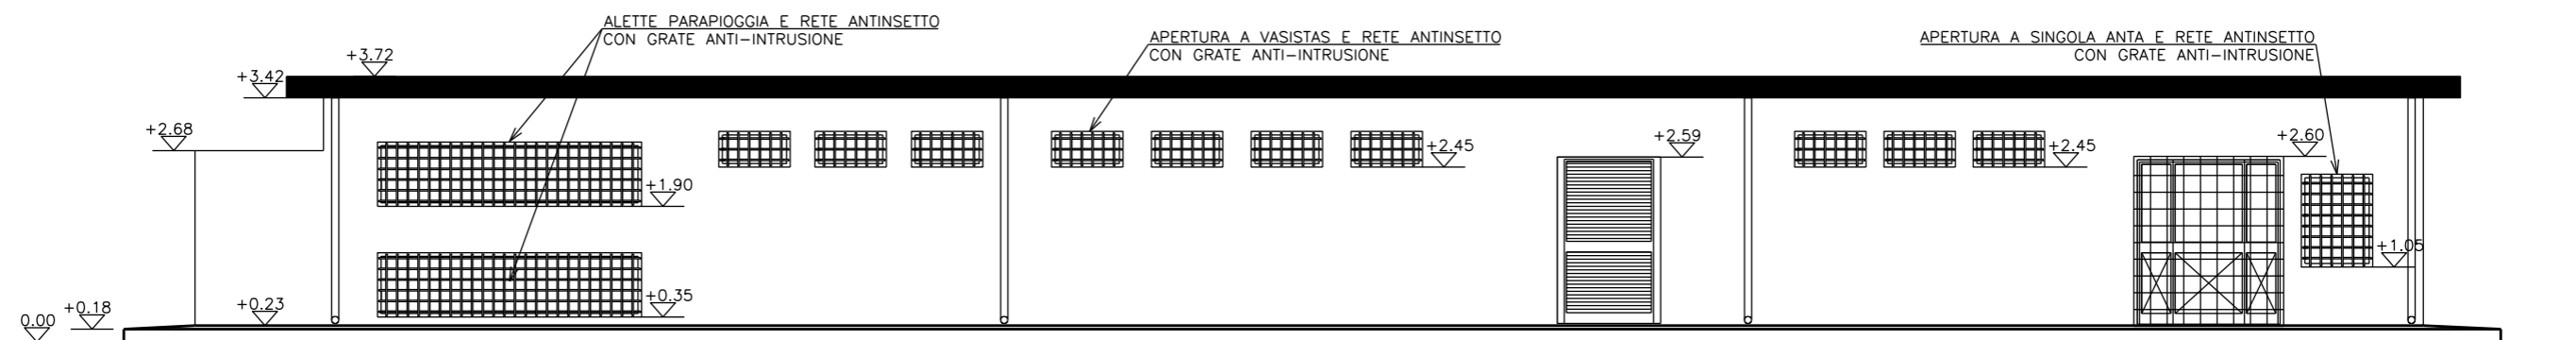 ALETTE PARAPIOGGIA E RETE ANTINSETTO
CON GRATE ANTI-INTRUSIONE
APERTURA A VASISTAS E RETE ANTINSETTO
CON GRATE ANTI-INTRUSIONE
APERTURA A SINGOLA ANTA E RETE ANTINSETTO
CON GRATE ANTI-INTRUSIONE
+3.72
+3.42
+2.68
+2.45
+2.59
+2.45
+2.60
+1.90
+1.05
+0.35
+0.23
+0.18
0.00